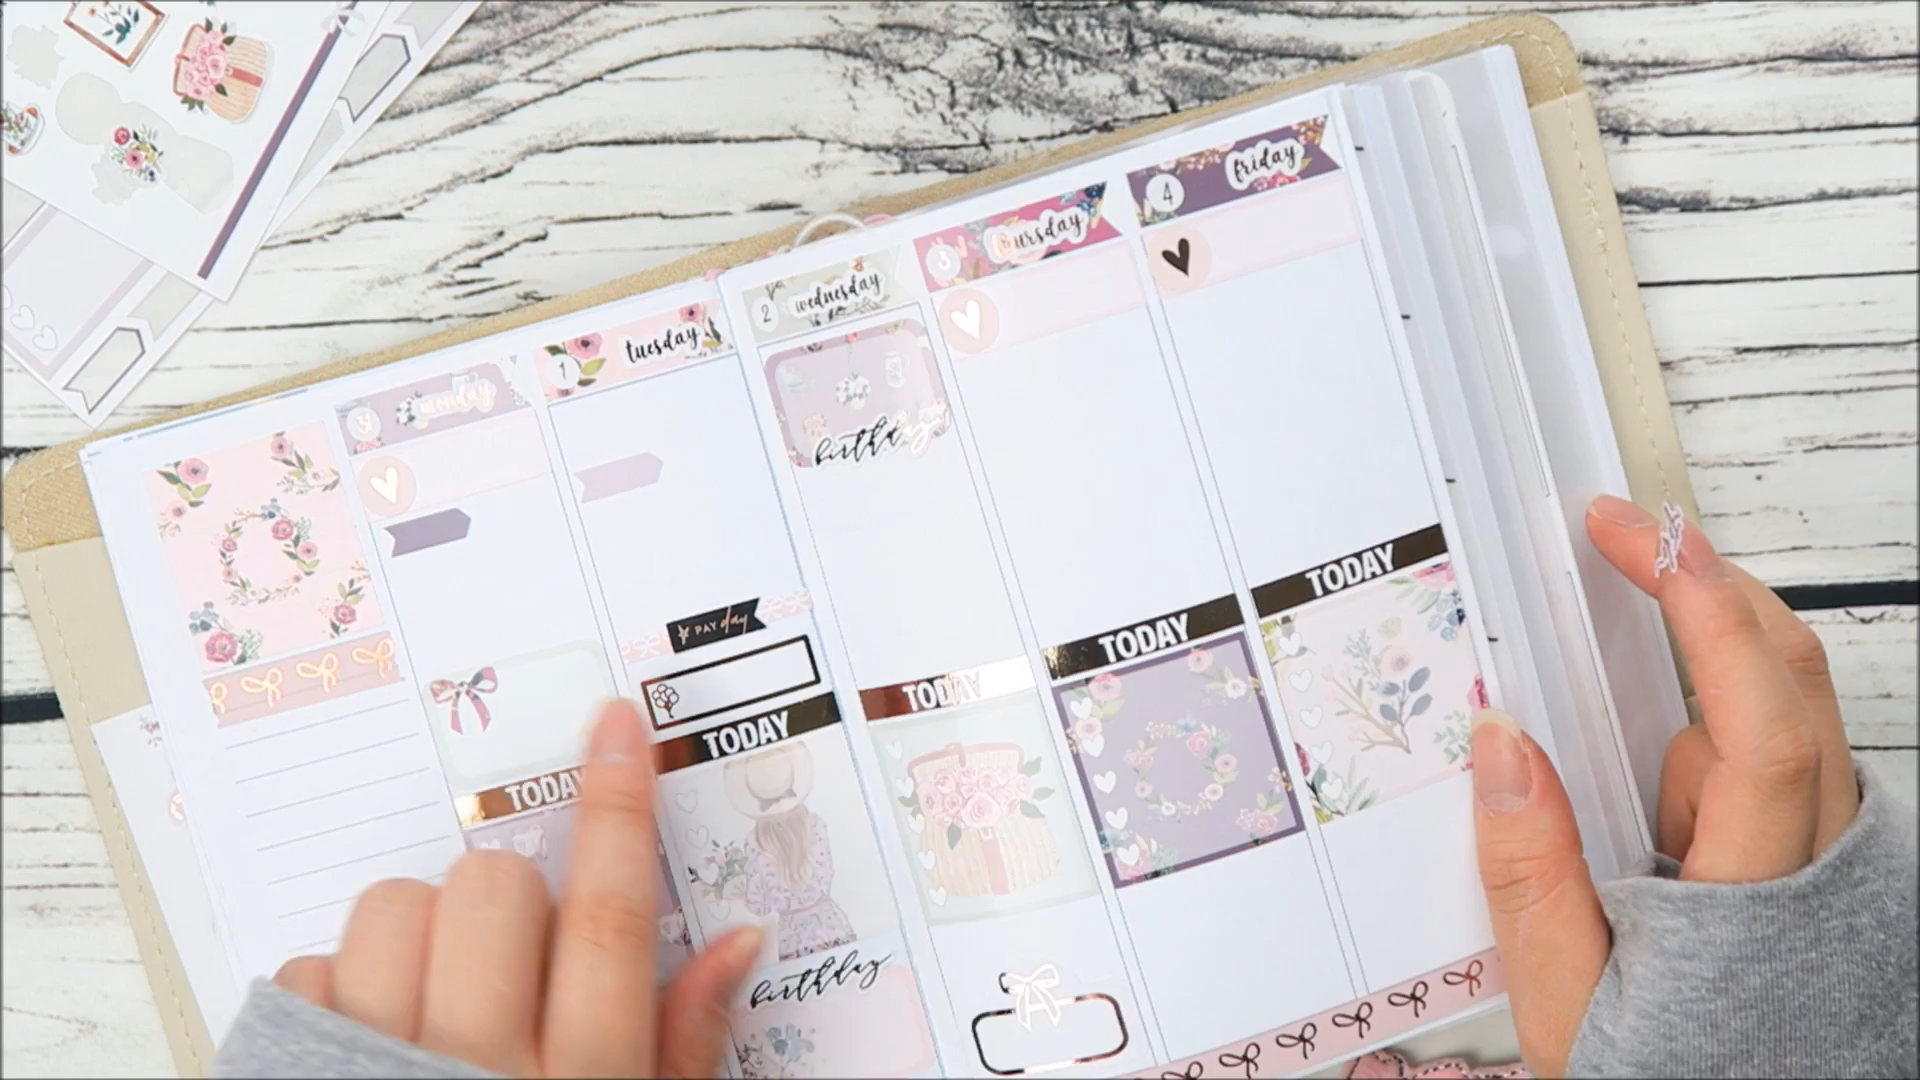 31 monday
1 tuesday
2 wednesday
3 thursday
4 friday
birthday
PAY day
TODAY
TODAY
TODAY
TODAY
TODAY
birthday